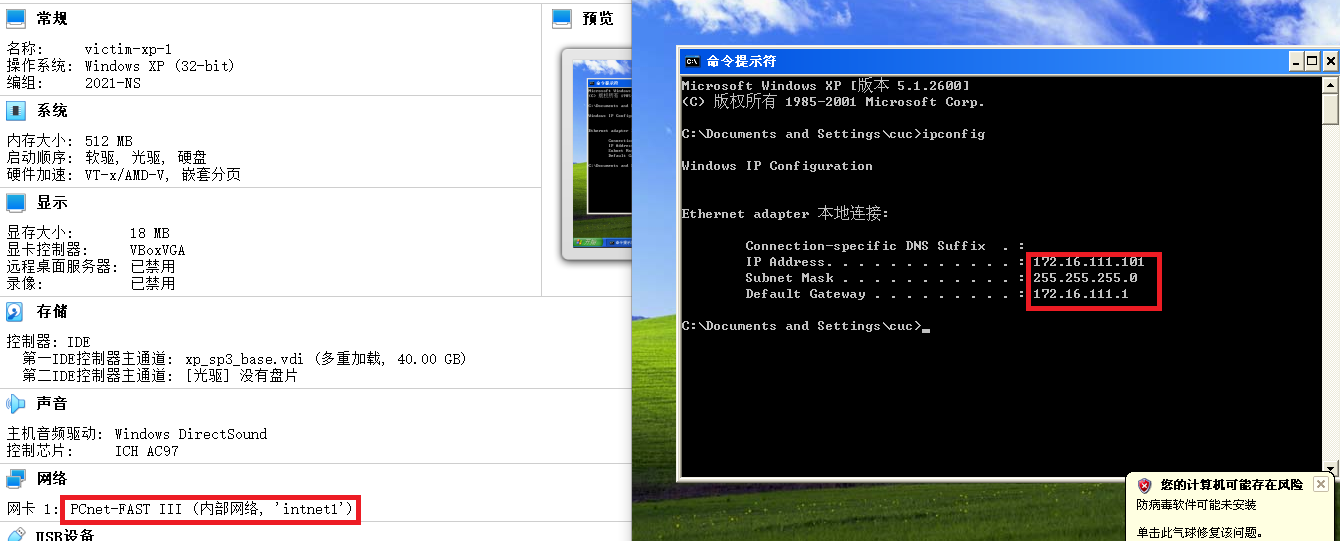 常规
名称: victim-xp-1
操作系统: Windows XP (32-bit)
编组: 2021-NS
系统
内存大小: 512 MB
启动顺序: 软驱, 光驱, 硬盘
硬件加速: VT-x/AMD-V, 嵌套分页
显示
显存大小: 18 MB
显卡控制器: VBoxVGA
远程桌面服务器: 已禁用
录像: 已禁用
存储
控制器: IDE
第一IDE控制器主通道: xp_sp3_base.vdi (多重加载, 40.00 GB)
第二IDE控制器主通道: [光驱] 没有盘片
声音
主机音频驱动: Windows DirectSound
控制芯片: ICH AC97
网络
网卡 1: PCnet-FAST III (内部网络, 'intnet1')
USB设备
预览
命令提示符
Microsoft Windows XP [版本 5.1.2600]
(C) 版权所有 1985-2001 Microsoft Corp.
C:\Documents and Settings\cuc>ipconfig
Windows IP Configuration
Ethernet adapter 本地连接:
Connection-specific DNS Suffix . :
IP Address. . . . . . . . . . . . : 172.16.111.101
Subnet Mask . . . . . . . . . . . : 255.255.255.0
Default Gateway . . . . . . . . . : 172.16.111.1
C:\Documents and Settings\cuc>_
您的计算机可能存在风险
防病毒软件可能未安装
单击此气球修复该问题。